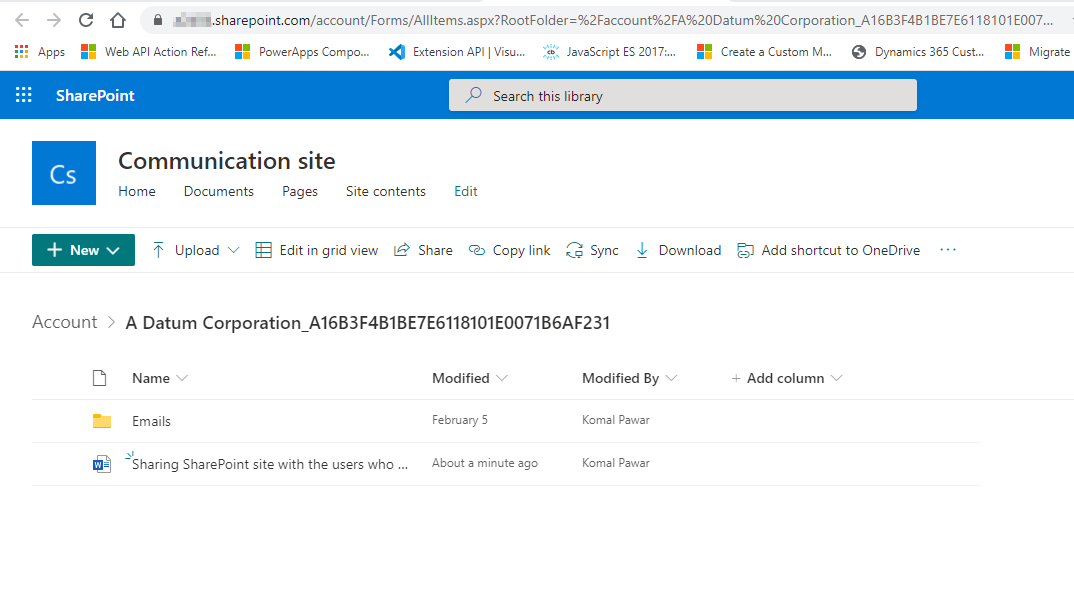 .sharepoint.com/account/Forms/AllItems.aspx?RootFolder=%2Faccount%2FA%20Datum%20Corporation_A16B3F4B1BE7E6118101E007...
Apps Web API Action Ref... PowerApps Compo... Extension API | Visu... cb JavaScript ES 2017:... Create a Custom M... Dynamics 365 Cust... Migrate
SharePoint Search this library
Cs
Communication site
Home Documents Pages Site contents Edit
+ New Upload Edit in grid view Share Copy link Sync Download Add shortcut to OneDrive ...
Account > A Datum Corporation_A16B3F4B1BE7E6118101E0071B6AF231
Name Modified Modified By + Add column
Emails February 5 Komal Pawar
Sharing SharePoint site with the users who ... About a minute ago Komal Pawar